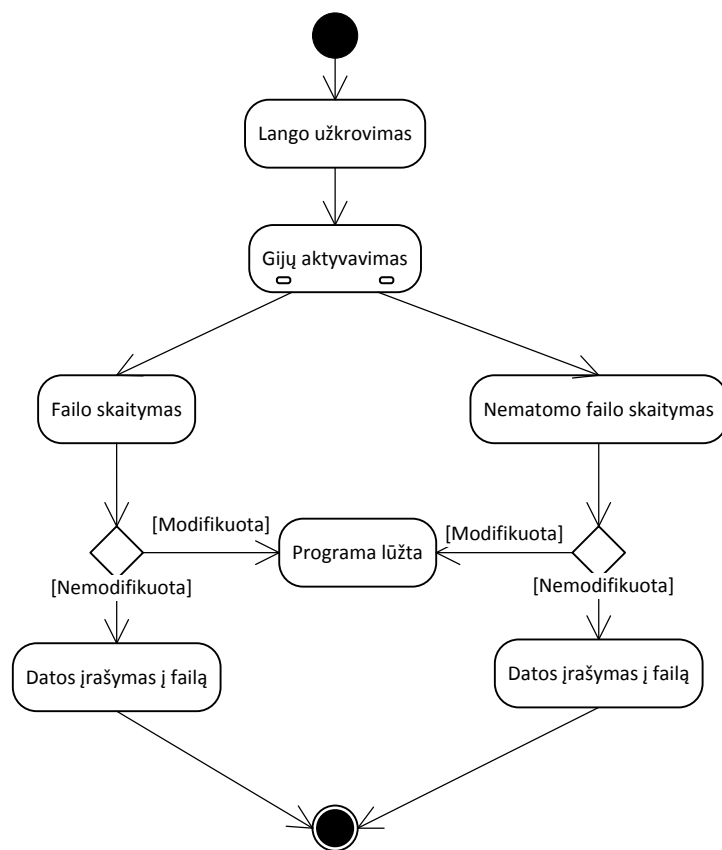 Lango užkrovimas
Gijų aktyvavimas
Failo skaitymas
Nematomo failo skaitymas
[Modifikuota]
[Modifikuota]
Programa lūžta
[Nemodifikuota]
[Nemodifikuota]
Datos įrašymas į failą
Datos įrašymas į failą